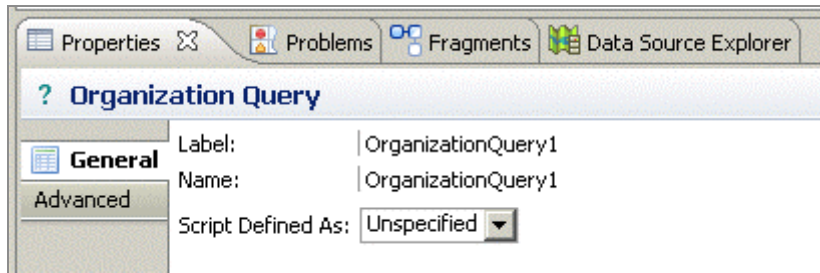 Properties Problems Fragments Data Source Explorer
? Organization Query
General
Advanced
Label: OrganizationQuery1
Name: OrganizationQuery1
Script Defined As: Unspecified